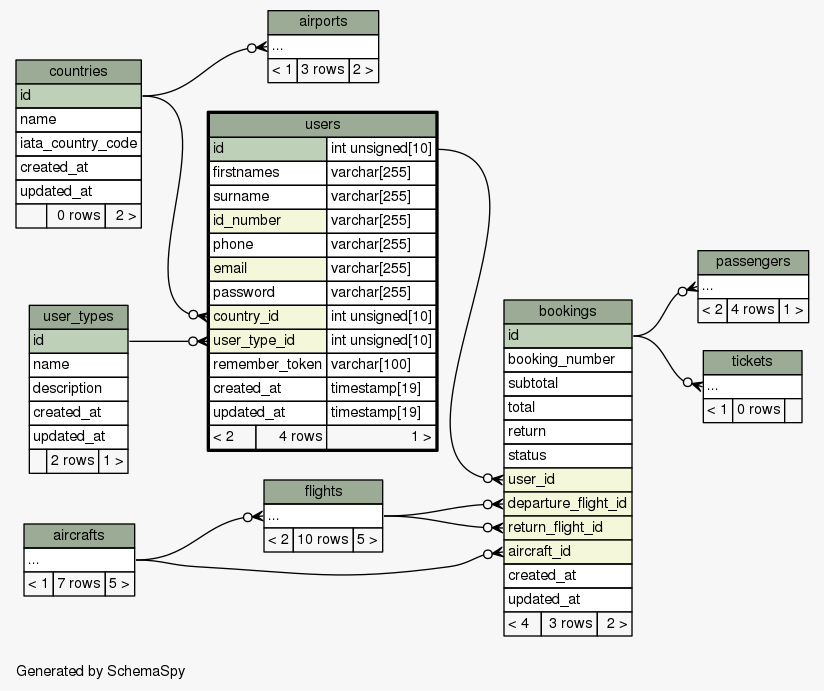 airports
...
< 1 3 rows 2 >
countries
id
name
iata_country_code
created_at
updated_at
0 rows 2 >
users
id int unsigned[10]
firstnames varchar[255]
surname varchar[255]
id_number varchar[255]
phone varchar[255]
email varchar[255]
password varchar[255]
country_id int unsigned[10]
user_type_id int unsigned[10]
remember_token varchar[100]
created_at timestamp[19]
updated_at timestamp[19]
< 2 4 rows 1 >
user_types
id
name
description
created_at
updated_at
2 rows 1 >
passengers
...
< 2 4 rows 1 >
bookings
id
booking_number
subtotal
total
return
status
user_id
departure_flight_id
return_flight_id
aircraft_id
created_at
updated_at
< 4 3 rows 2 >
tickets
...
< 1 0 rows
flights
...
< 2 10 rows 5 >
aircrafts
...
< 1 7 rows 5 >
Generated by SchemaSpy